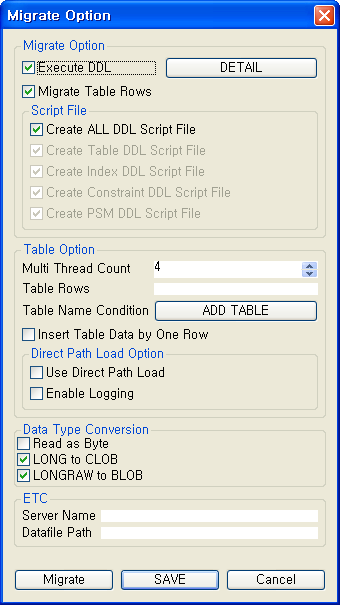 Migrate Option
Migrate Option
Execute DDL
DETAIL
Migrate Table Rows
Script File
Create ALL DDL Script File
Create Table DDL Script File
Create Index DDL Script File
Create Constraint DDL Script File
Create PSM DDL Script File
Table Option
Multi Thread Count 4
Table Rows
Table Name Condition ADD TABLE
Insert Table Data by One Row
Direct Path Load Option
Use Direct Path Load
Enable Logging
Data Type Conversion
Read as Byte
LONG to CLOB
LONGRAW to BLOB
ETC
Server Name
Datafile Path
Migrate SAVE Cancel